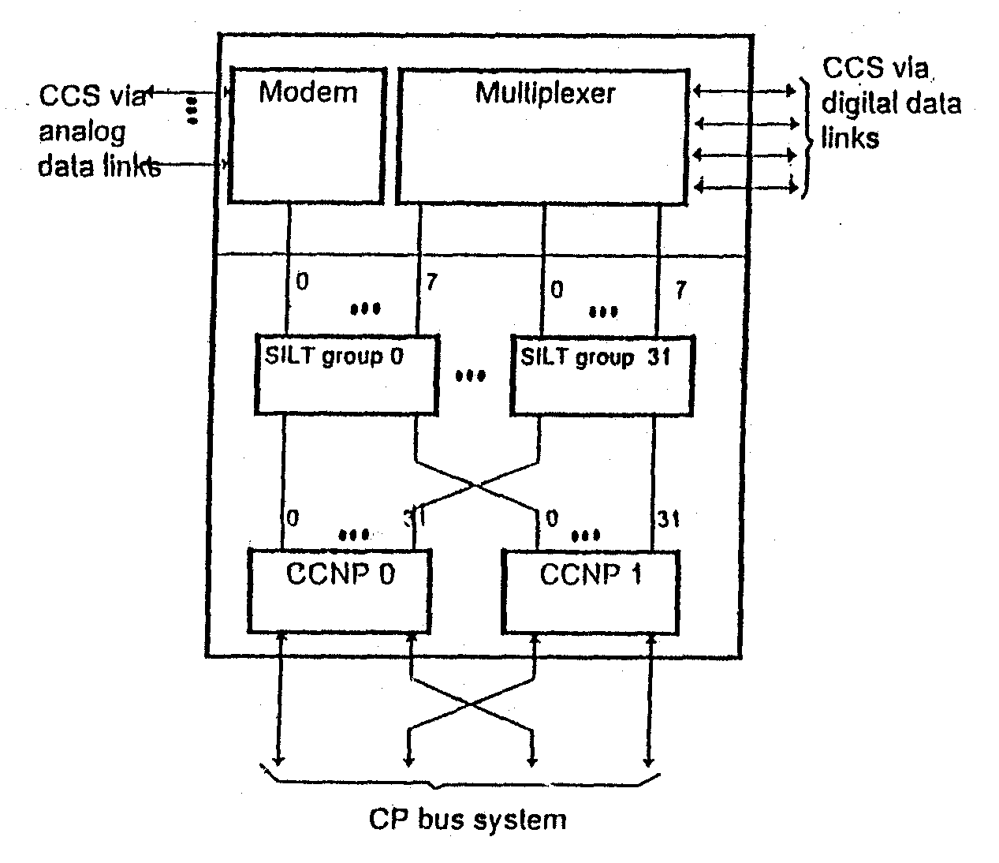 CCS via
analog
data links
Modem
Multiplexer
CCS via
digital data
links
0
7
0
7
SILT group 0
SILT group 31
0
31
0
31
CCNP 0
CCNP 1
CP bus system